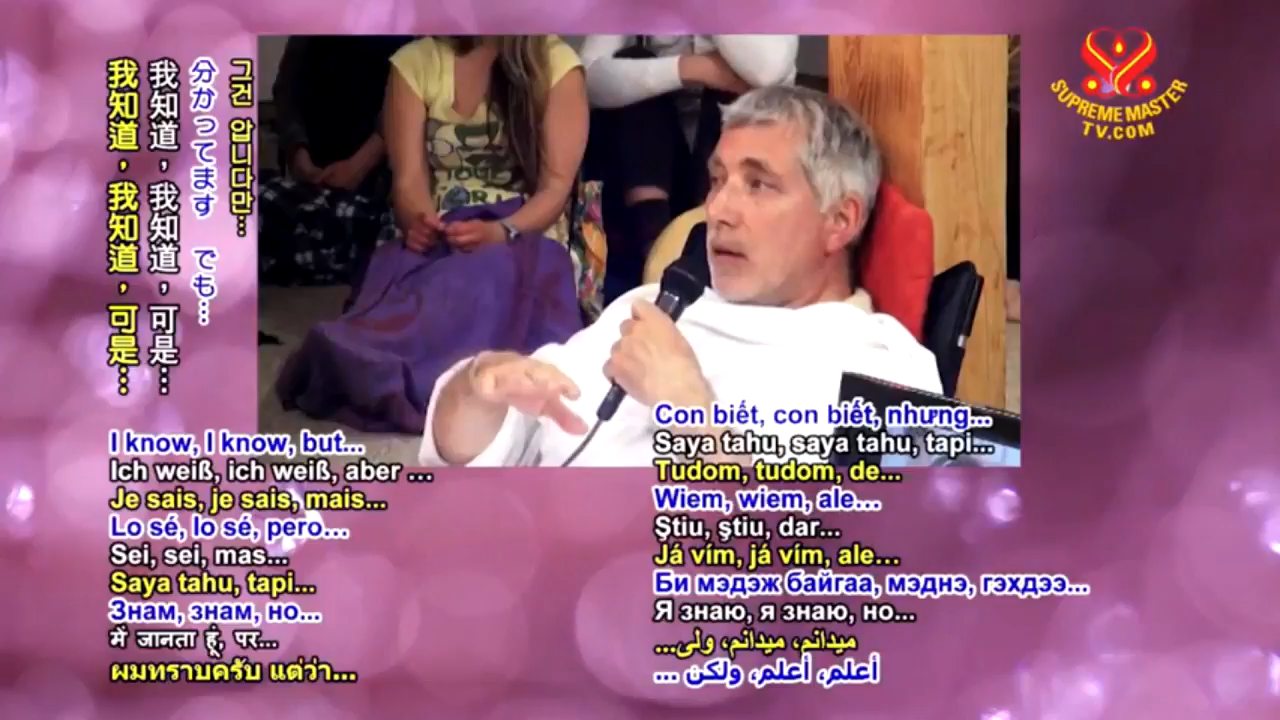 그건 압니다만…
分かってます でも…
我知道，我知道，可是…
我知道，我知道，可是…
SUPREME MASTER
TV.COM
I know, I know, but...
Ich weiß, ich weiß, aber ...
Je sais, je sais, mais...
Lo sé, lo sé, pero...
Sei, sei, mas...
Saya tahu, tapi...
Знам, знам, но...
में जानता हूं, पर...
ผมทราบครับ แต่ว่า...
Con biết, con biết, nhưng...
Saya tahu, saya tahu, tapi...
Tudom, tudom, de...
Wiem, wiem, ale...
Ştiu, ştiu, dar...
Já vím, já vím, ale...
Би мэдэж байгаа, мэднэ, гэхдээ...
Я знаю, я знаю, но...
میدانم، میدانم، ولی...
أعلم، أعلم، ولكن ...